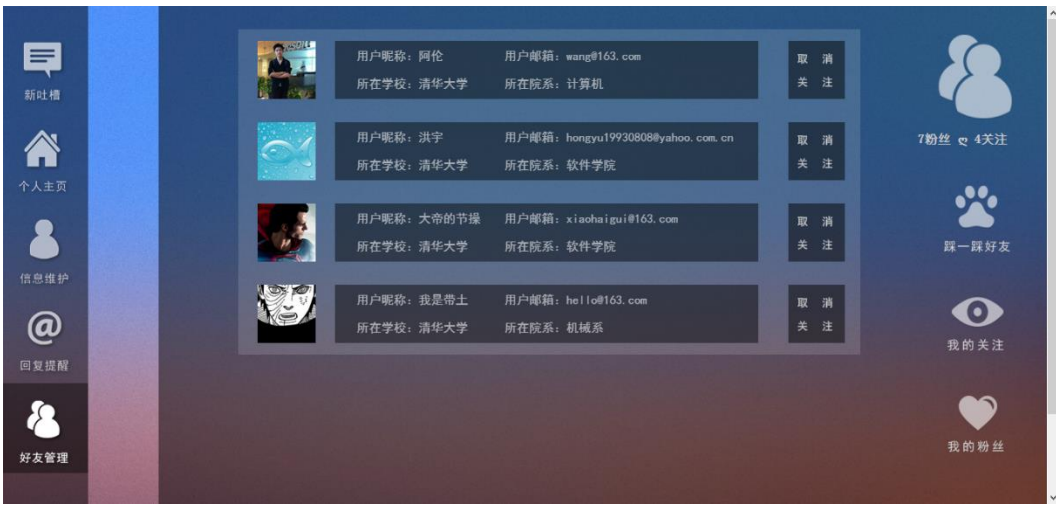 新吐槽
个人主页
信息维护
@
回复提醒
好友管理
用户昵称：阿伦 用户邮箱：wang@163.com
所在学校：清华大学 所在院系：计算机
取 消
关 注
用户昵称：洪宇 用户邮箱：hongyu19930808@yahoo.com.cn
所在学校：清华大学 所在院系：软件学院
取 消
关 注
用户昵称：大帝的节操 用户邮箱：xiaohaigui@163.com
所在学校：清华大学 所在院系：软件学院
取 消
关 注
用户昵称：我是带土 用户邮箱：hello@163.com
所在学校：清华大学 所在院系：机械系
取 消
关 注
7粉丝 ღ 4关注
踩一踩好友
我的关注
我的粉丝